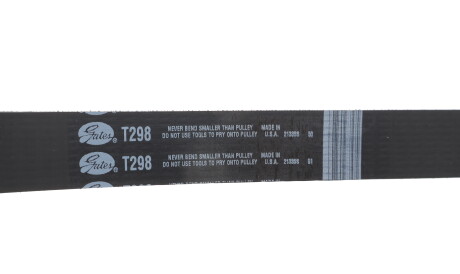 Gates® T298 NEVER BEND SMALLER THAN PULLEY MADE IN
DO NOT USE TOOLS TO PRY ONTO PULLEY U.S.A.
Gates® T298 NEVER BEND SMALLER THAN PULLEY MADE IN
DO NOT USE TOOLS TO PRY ONTO PULLEY U.S.A.